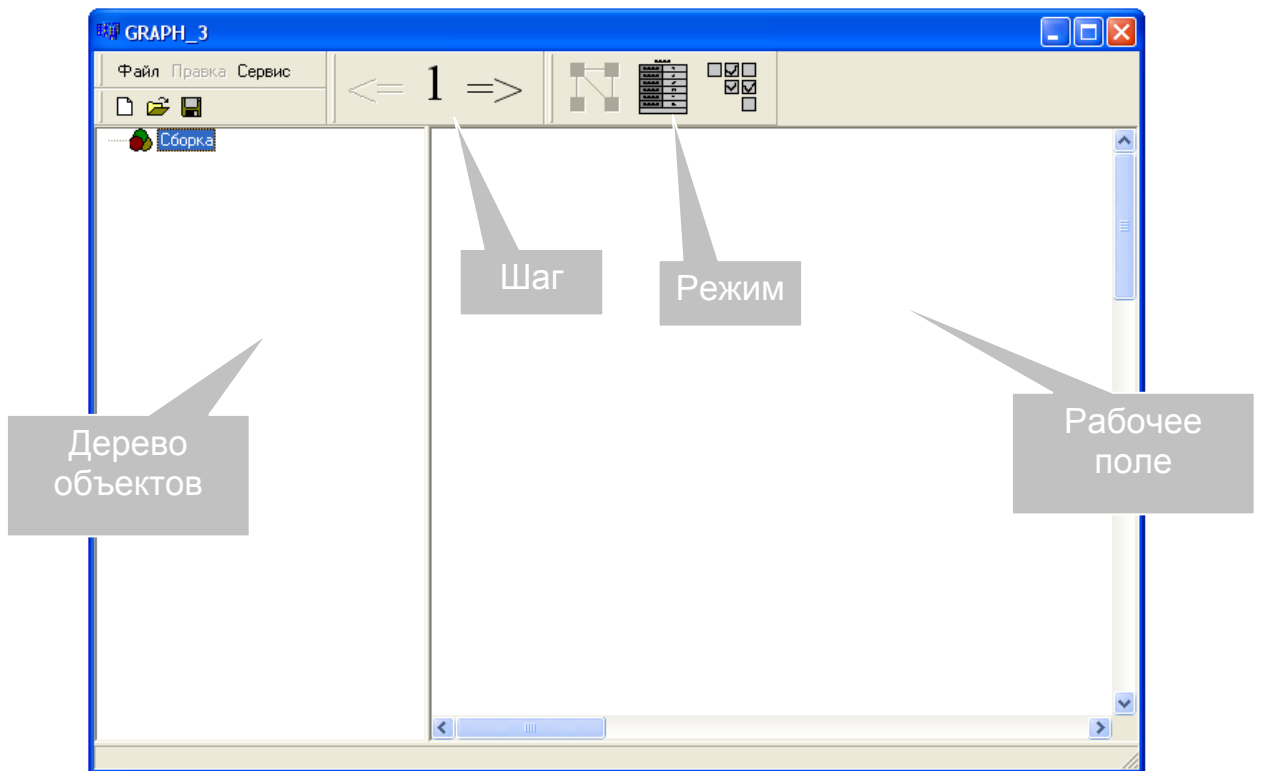 GRAPH_3
Файл Правка Сервис
<= 1 =>
Сборка
Шаг
Режим
Дерево
объектов
Рабочее
поле